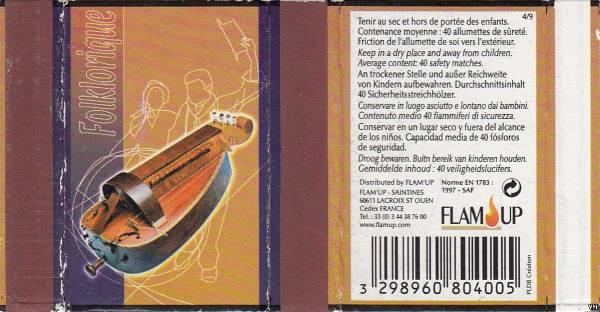 Folklorique
4/9
Tenir au sec et hors de portée des enfants.
Contenance moyenne : 40 allumettes de sûreté.
Friction de l'allumette de soi vers l'extérieur.
Keep in a dry place and away from children.
Average content: 40 safety matches.
An trockener Stelle und außer Reichweite
von Kindern aufbewahren. Durchschnittsinhalt
40 Sicherheitsstreichhölzer.
Conservare in luogo asciutto e lontano dai bambini.
Contenuto medio 40 fiammiferi di sicurezza.
Conservar en un lugar seco y fuera del alcance
de los niños. Capacidad media de 40 fósforos
de seguridad.
Droog bewaren. Buitn bereik van kinderen houden.
Gemiddelde inhoud : 40 veiligheidslucifers.
Distributed by FLAM'UP
FLAM'UP - SAINTINES
60611 LACROIX ST OUEN
Cedex FRANCE
Tel. : 33 (0) 3 44 38 76 00
www.flamup.com
Norme EN 1783 :
1997 - SAF
FLAM UP
3 298960 804005
PLDB Création
VHI